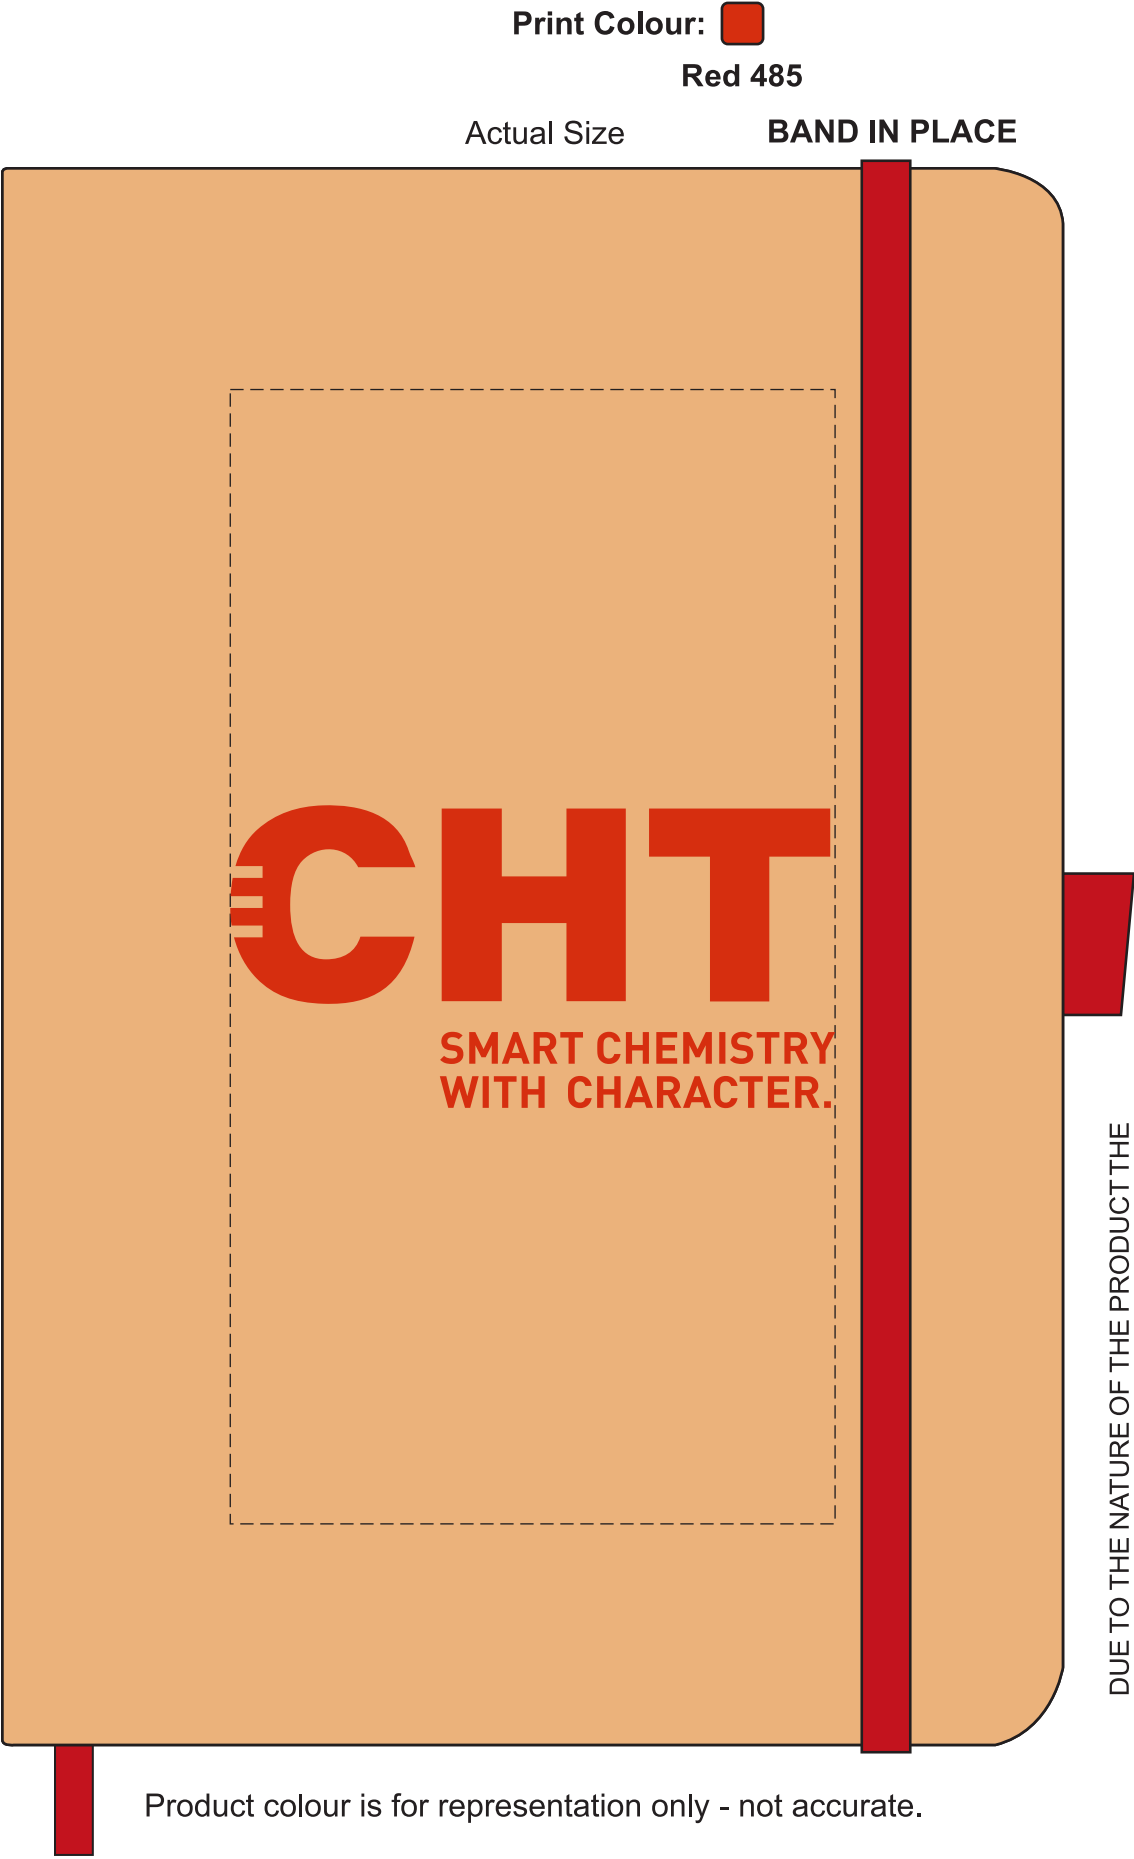 Print Colour:
Red 485
Actual Size
BAND IN PLACE
CHT
SMART CHEMISTRY
WITH CHARACTER.
DUE TO THE NATURE OF THE PRODUCT THE
Product colour is for representation only - not accurate.